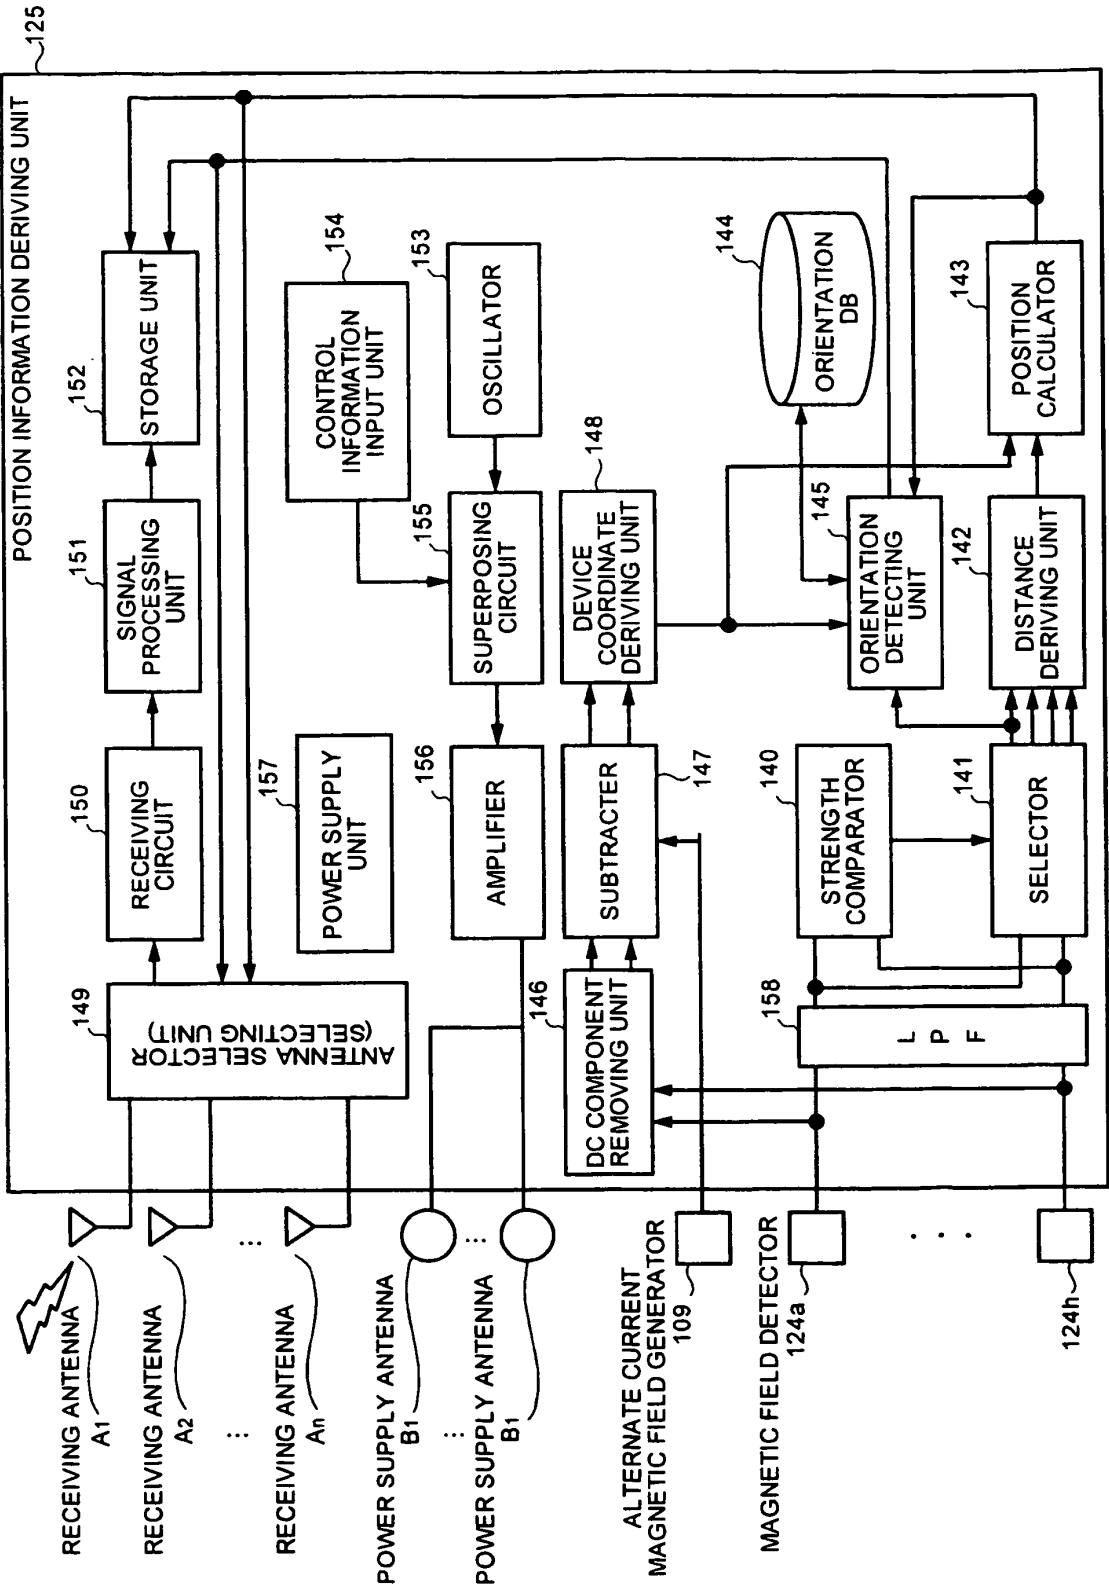 125
POSITION INFORMATION DERIVING UNIT
RECEIVING ANTENNA
A1
RECEIVING ANTENNA
A2
...
RECEIVING ANTENNA
An
...
149
ANTENNA SELECTOR
(SELECTING UNIT)
150
RECEIVING
CIRCUIT
151
SIGNAL
PROCESSING
UNIT
152
STORAGE UNIT
157
POWER SUPPLY
UNIT
154
CONTROL
INFORMATION
INPUT UNIT
POWER SUPPLY ANTENNA
B1
...
POWER SUPPLY ANTENNA
B1
...
156
AMPLIFIER
155
SUPERPOSING
CIRCUIT
153
OSCILLATOR
146
DC COMPONENT
REMOVING UNIT
SUBTRACTER
147
148
DEVICE
COORDINATE
DERIVING UNIT
ALTERNATE CURRENT
MAGNETIC FIELD GENERATOR
109
144
ORIENTATION
DB
MAGNETIC FIELD DETECTOR
124a
. . .
124h
158
LPF
140
STRENGTH
COMPARATOR
145
ORIENTATION
DETECTING
UNIT
141
SELECTOR
142
DISTANCE
DERIVING UNIT
143
POSITION
CALCULATOR